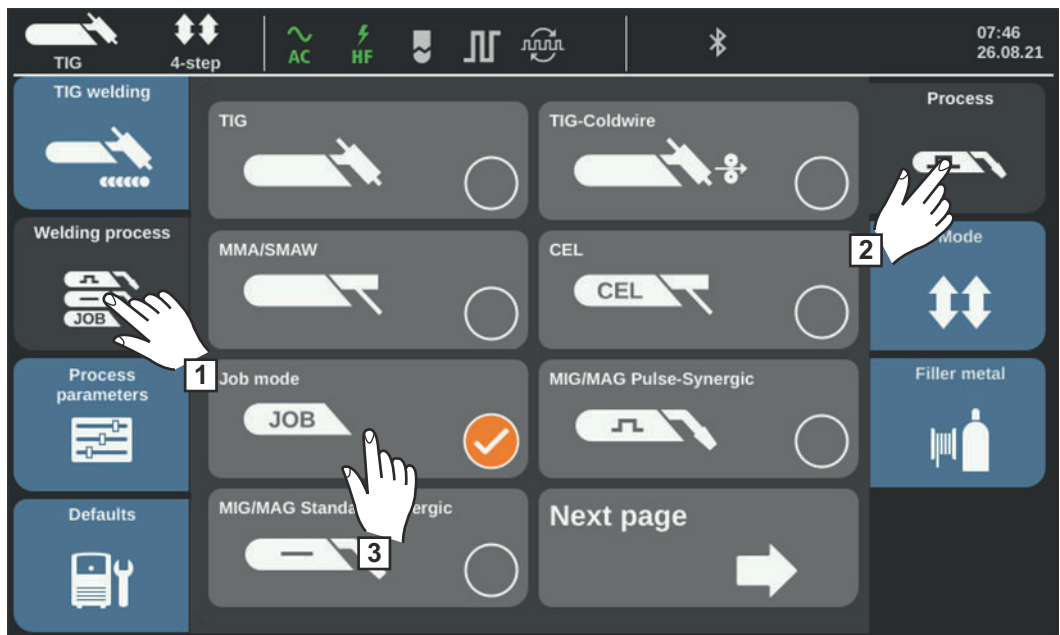 TIG
4-step
AC
HF
07:46
26.08.21
TIG welding
Welding process
JOB
Process
parameters
Defaults
TIG
TIG-Coldwire
MMA/SMAW
CEL
CEL
Job mode
JOB
MIG/MAG Pulse-Synergic
MIG/MAG
Next page
Process
Mode
Filler metal
1
2
3